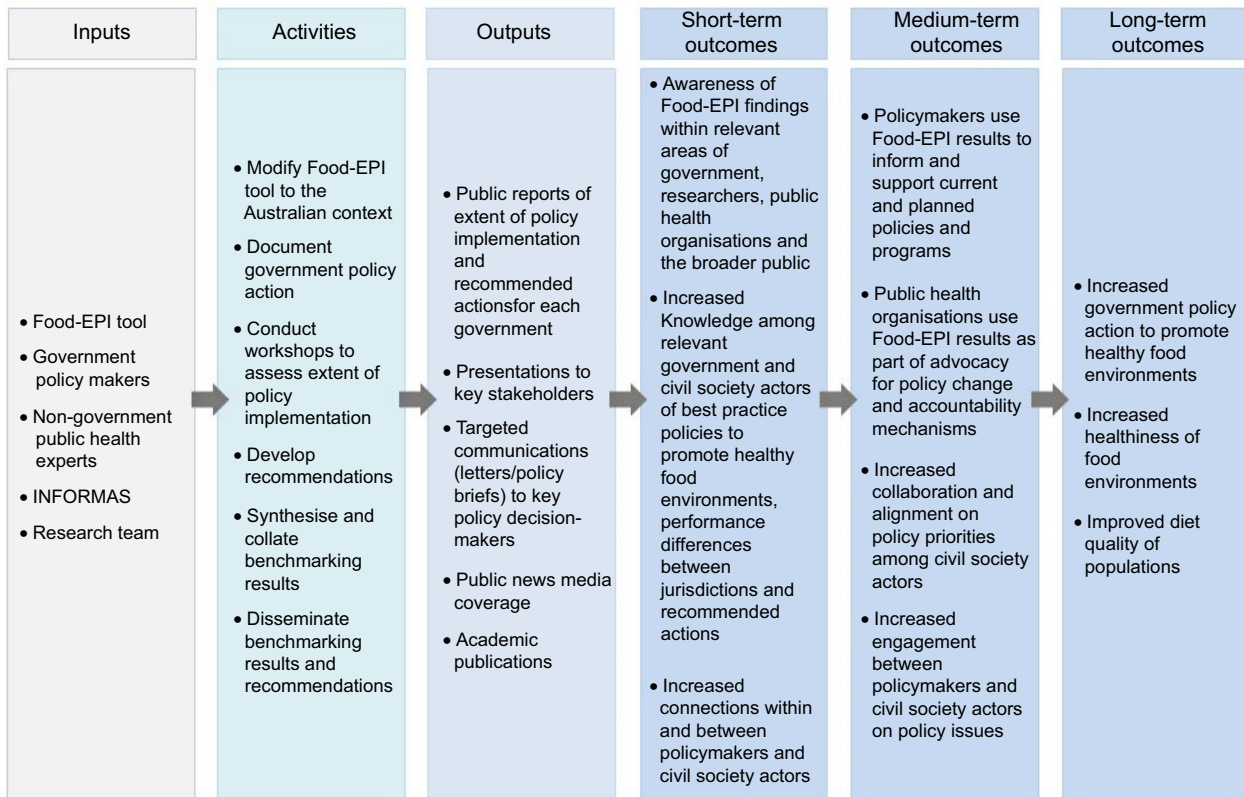 Inputs
• Food-EPI tool
• Government
policy makers
• Non-government
public health
experts
• INFORMAS
• Research team
Activities
• Modify Food-EPI
tool to the
Australian context
• Document
government policy
action
• Conduct
workshops to
assess extent of
policy
implementation
• Develop
recommendations
• Synthesise and
collate
benchmarking
results
• Disseminate
benchmarking
results and
recommendations
Outputs
• Public reports of
extent of policy
implementation
and
recommended
actionsfor each
government
• Presentations to
key stakeholders
• Targeted
communications
(letters/policy
briefs) to key
policy decision-
makers
• Public news media
coverage
• Academic
publications
Short-term
outcomes
• Awareness of
Food-EPI findings
within relevant
areas of
government,
researchers, public
health
organisations and
the broader public
• Increased
Knowledge among
relevant
government and
civil society actors
of best practice
policies to
promote healthy
food
environments,
performance
differences
between
jurisdictions and
recommended
actions
• Increased
connections within
and between
policymakers and
civil society actors
Medium-term
outcomes
• Policymakers use
Food-EPI results to
inform and
support current
and planned
policies and
programs
• Public health
organisations use
Food-EPI results as
part of advocacy
for policy change
and accountability
mechanisms
• Increased
collaboration and
alignment on
policy priorities
among civil society
actors
• Increased
engagement
between
policymakers and
civil society actors
on policy issues
Long-term
outcomes
• Increased
government policy
action to promote
healthy food
environments
• Increased
healthiness of
food
environments
• Improved diet
quality of
populations